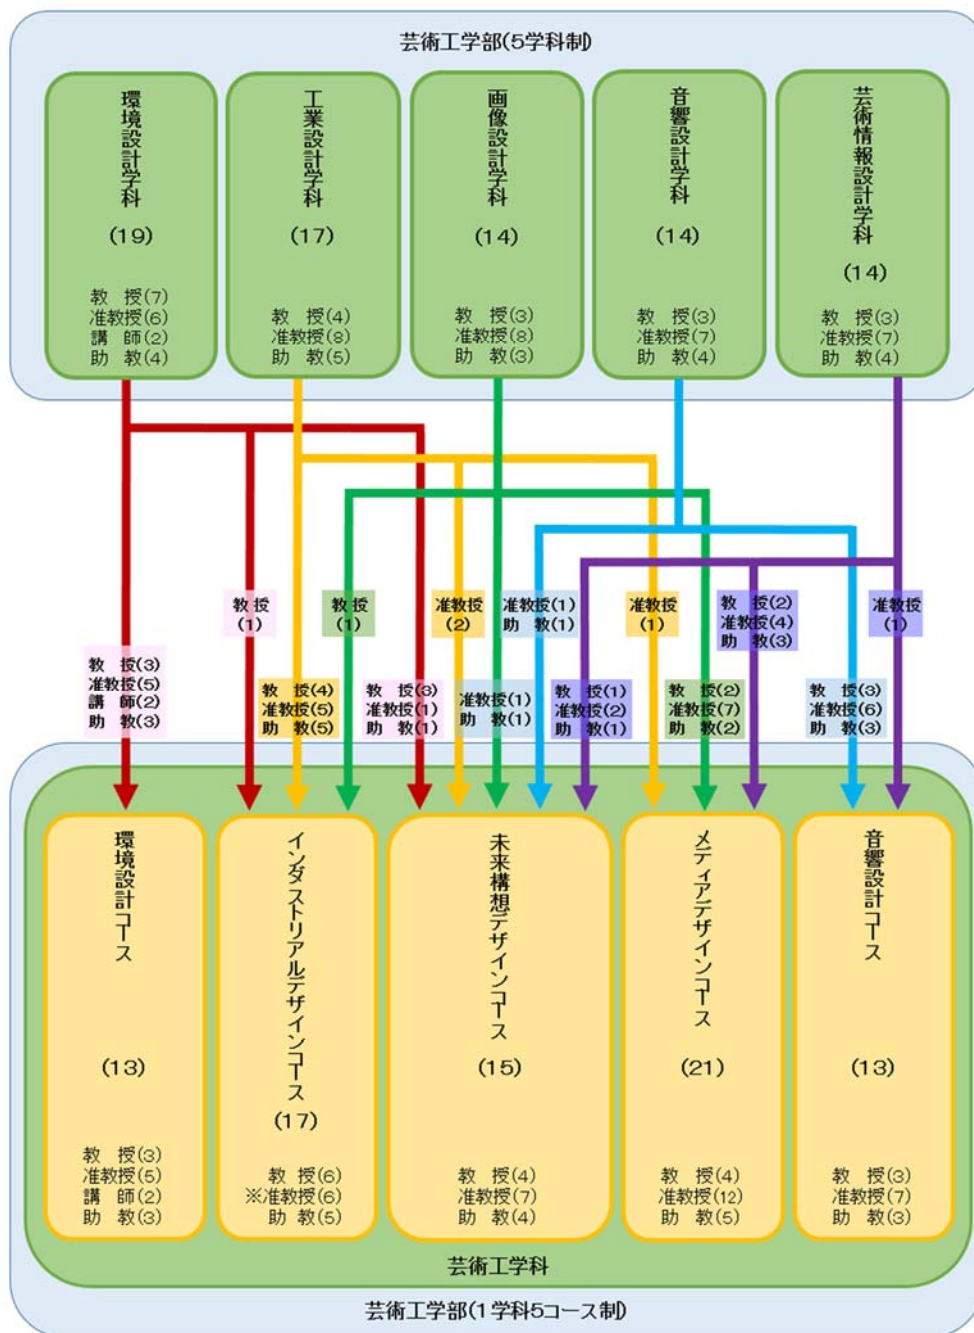 芸術工学部(5学科制)
環境設計学科
(19)
教　授(7)
准教授(6)
講　師(2)
助　教(4)
工業設計学科
(17)
教　授(4)
准教授(8)
助　教(5)
画像設計学科
(14)
教　授(3)
准教授(8)
助　教(3)
音響設計学科
(14)
教　授(3)
准教授(7)
助　教(4)
芸術情報設計学科
(14)
教　授(3)
准教授(7)
助　教(4)
教 授
(1)
教 授
(1)
准教授
(2)
准教授(1)
助　教(1)
准教授
(1)
教　授(2)
准教授(4)
助　教(3)
准教授
(1)
教　授(3)
准教授(5)
講　師(2)
助　教(3)
教　授(4)
准教授(5)
助　教(5)
教　授(3)
准教授(1)
助　教(1)
准教授(1)
助　教(1)
教　授(1)
准教授(2)
助　教(1)
教　授(2)
准教授(7)
助　教(2)
教　授(3)
准教授(6)
助　教(3)
環境設計コース
(13)
教　授(3)
准教授(5)
講　師(2)
助　教(3)
インダストリアルデザインコース
(17)
教　授(6)
※准教授(6)
助　教(5)
未来構想デザインコース
(15)
教　授(4)
准教授(7)
助　教(4)
メディアデザインコース
(21)
教　授(4)
准教授(12)
助　教(5)
音響設計コース
(13)
教　授(3)
准教授(7)
助　教(3)
芸術工学科
芸術工学部(1学科5コース制)